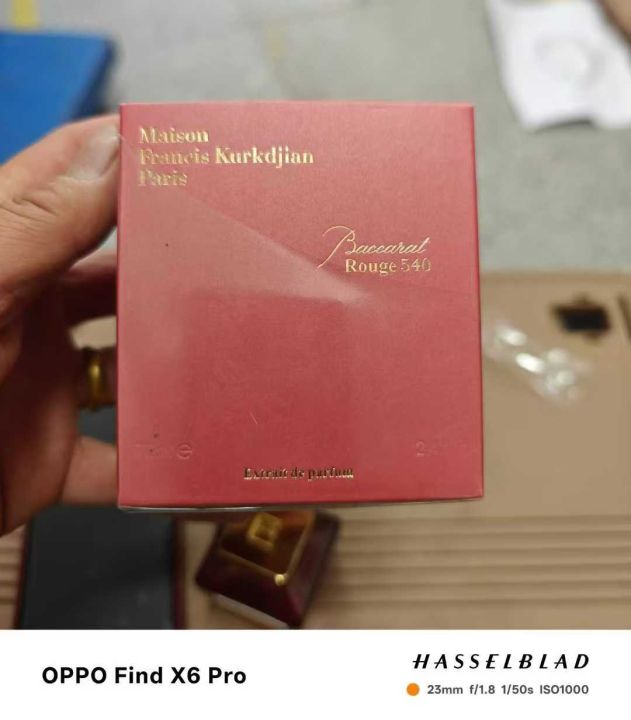 Maison
Francis Kurkdjian
Paris
Baccarat
Rouge 540
Extrait de parfum
OPPO Find X6 Pro
HASSELBLAD
23mm f/1.8 1/50s ISO1000